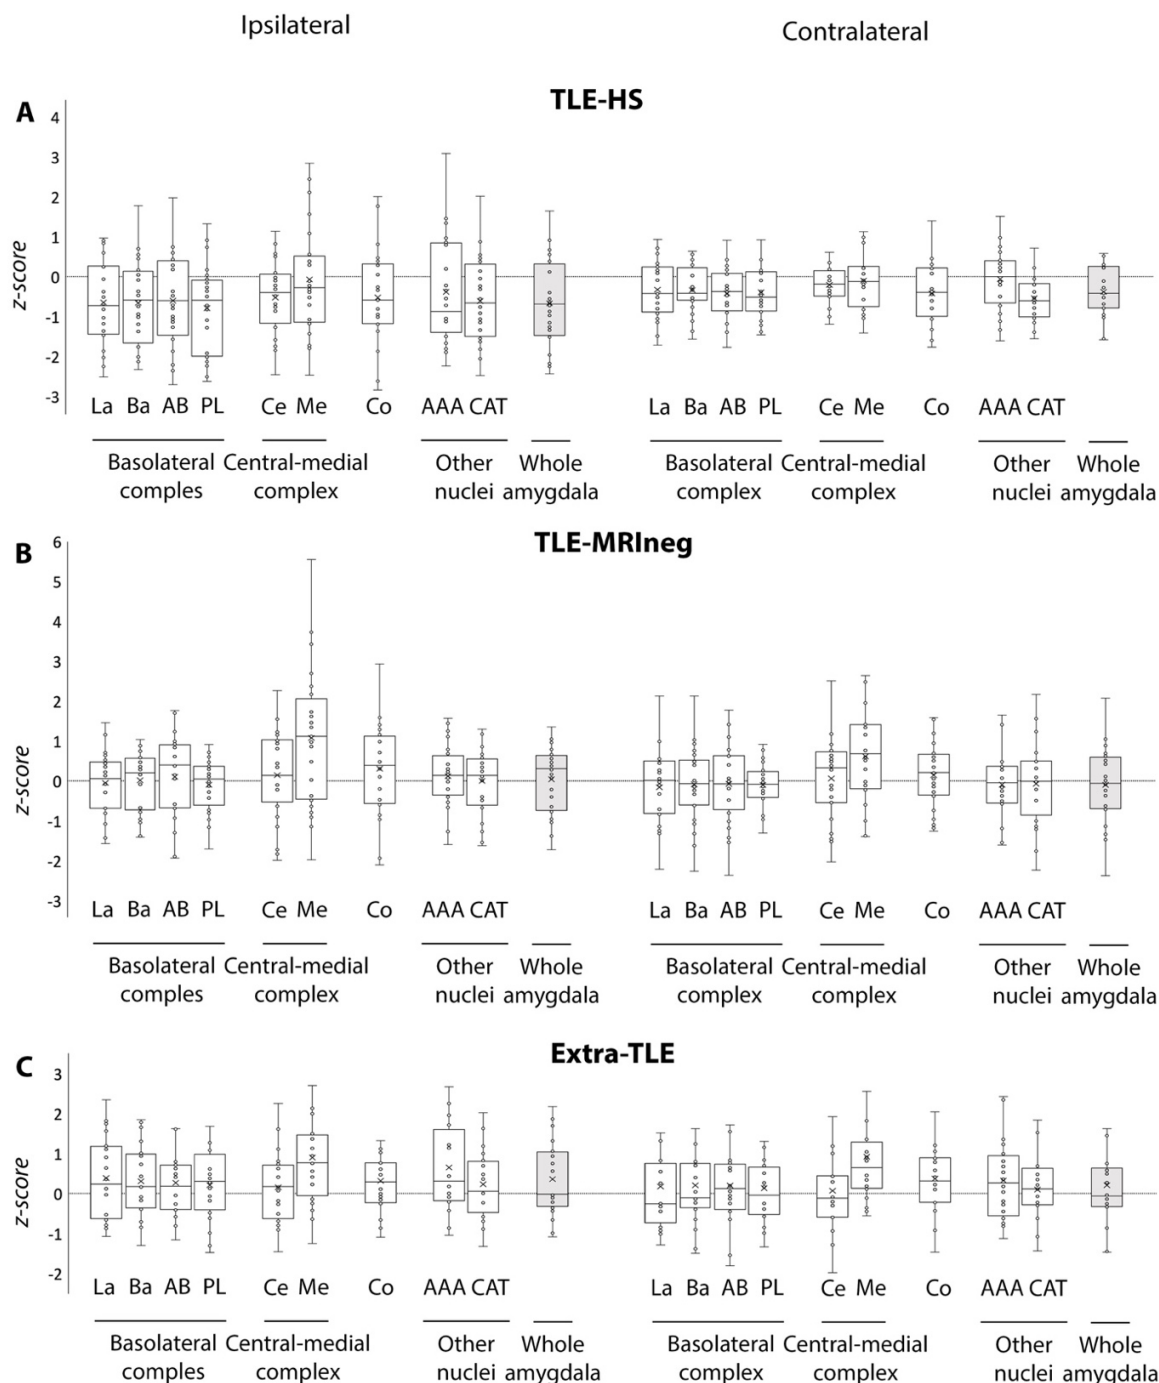 Ipsilateral Contralateral
A TLE-HS
4
3
2
1
0
-1
-2
-3
z-score
La Ba AB PL Ce Me Co AAA CAT La Ba AB PL Ce Me Co AAA CAT
Basolateral Central-medial Other Whole Basolateral Central-medial Other Whole
comples complex nuclei amygdala complex complex nuclei amygdala
B TLE-MRIneg
6
5
4
3
2
1
0
-1
-2
-3
z-score
La Ba AB PL Ce Me Co AAA CAT La Ba AB PL Ce Me Co AAA CAT
Basolateral Central-medial Other Whole Basolateral Central-medial Other Whole
comples complex nuclei amygdala complex complex nuclei amygdala
C Extra-TLE
3
2
1
0
-1
-2
z-score
La Ba AB PL Ce Me Co AAA CAT La Ba AB PL Ce Me Co AAA CAT
Basolateral Central-medial Other Whole Basolateral Central-medial Other Whole
comples complex nuclei amygdala complex complex nuclei amygdala